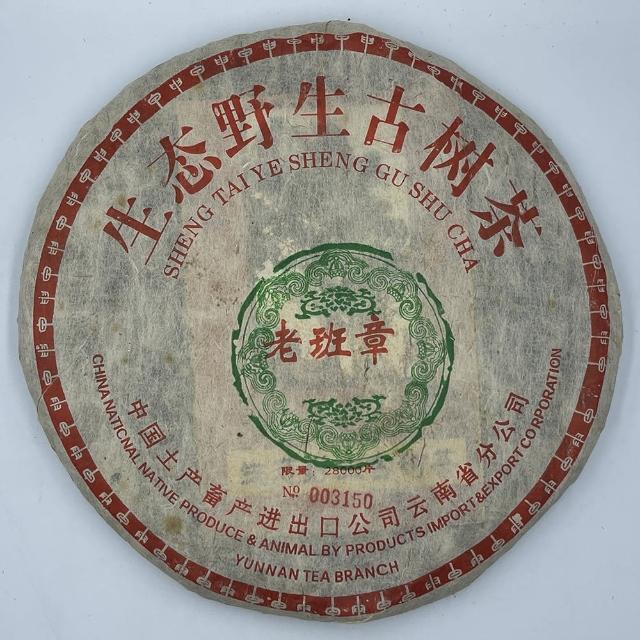 生态野生古树茶
SHENG TAI YE SHENG GU SHU CHA
老班章
限量：28000斤
№ 003150
中国土产畜产进出口公司云南省分公司
CHINA NATIONAL NATIVE PRODUCE & ANIMAL BY PRODUCTS IMPORT&EXPORT CORPORATION
YUNNAN TEA BRANCH